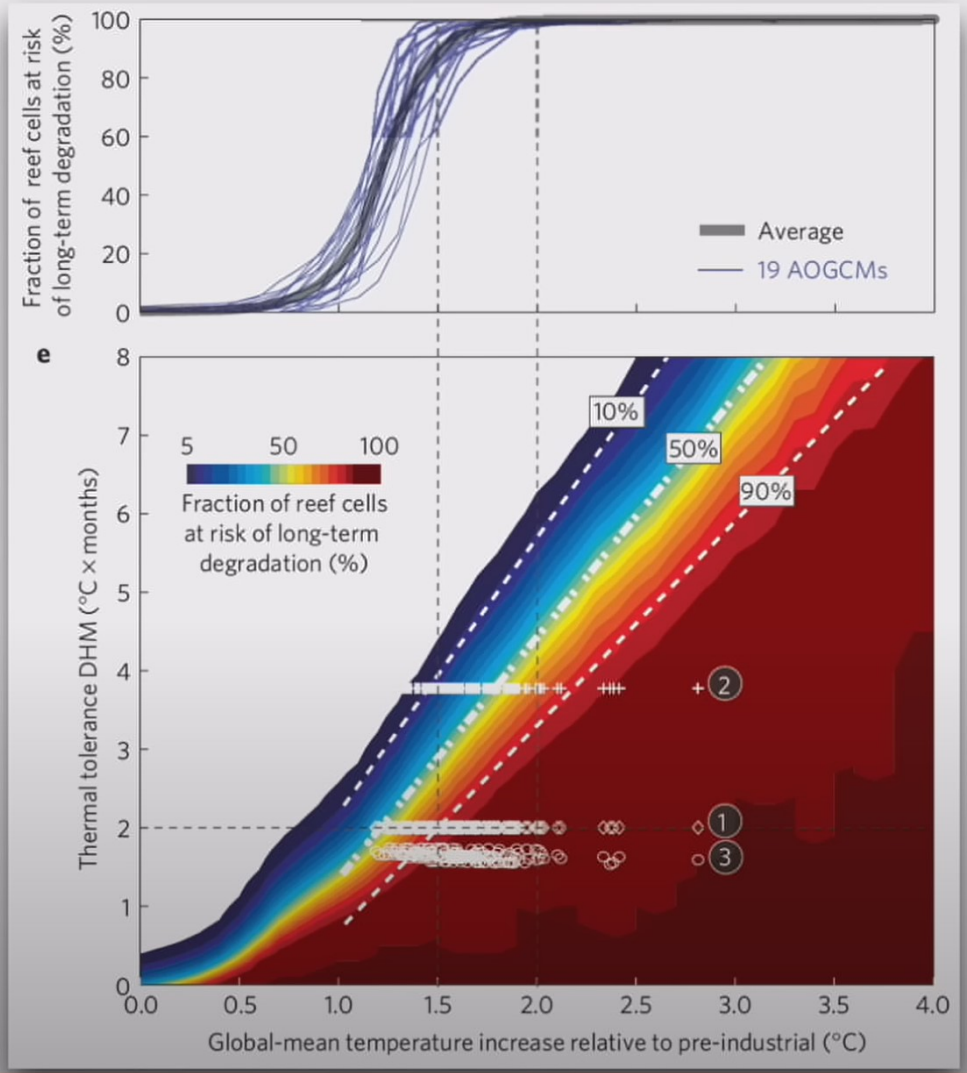 Fraction of reef cells at risk
of long-term degradation (%)
100
80
60
40
20
0
Average
19 AOGCMs
e
Thermal tolerance DHM (°C × months)
8
7
6
5
4
3
2
1
0
5 50 100
Fraction of reef cells
at risk of long-term
degradation (%)
10%
50%
90%
2
1
3
0.0 0.5 1.0 1.5 2.0 2.5 3.0 3.5 4.0
Global-mean temperature increase relative to pre-industrial (°C)